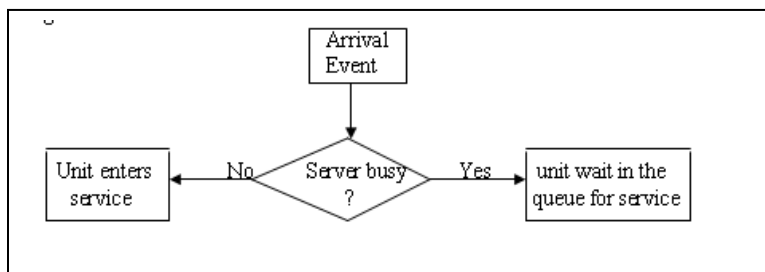 Arrival
Event
Unit enters
service
No
Server busy
?
Yes
unit wait in the
queue for service